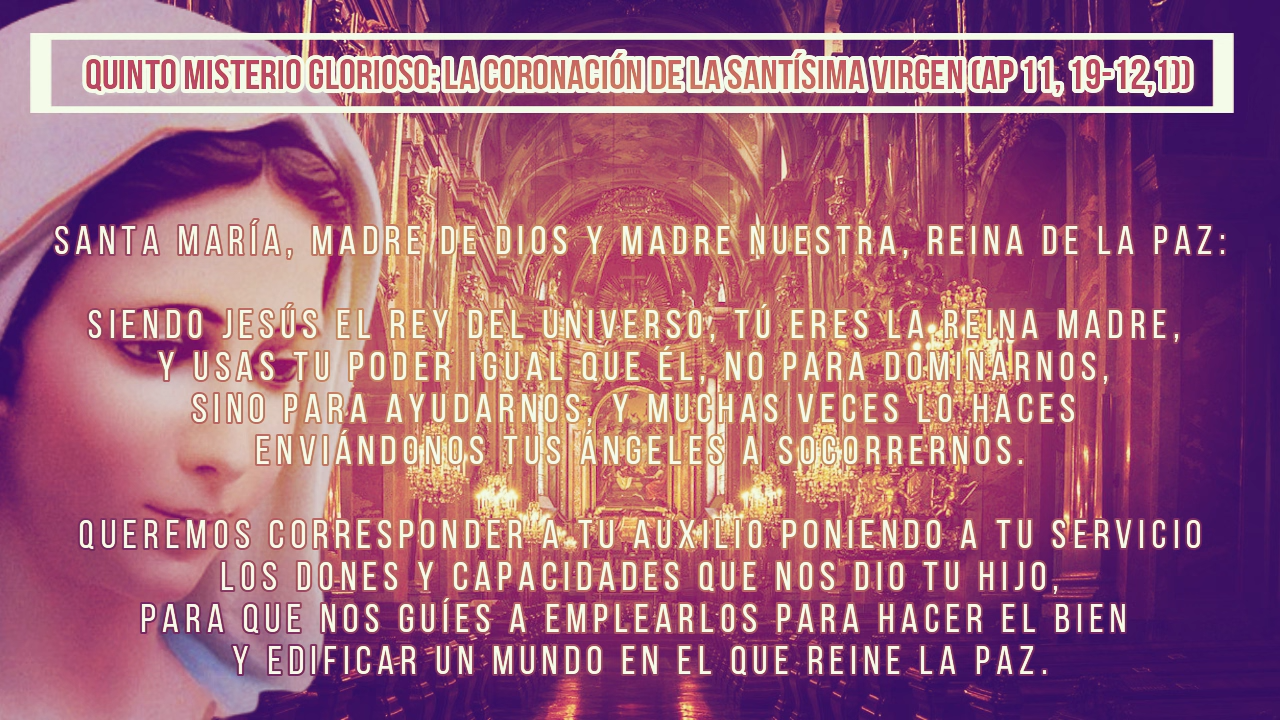 QUINTO MISTERIO GLORIOSO: LA CORONACIÓN DE LA SANTÍSIMA VIRGEN (AP 11, 19-12,1))
SANTA MARÍA, MADRE DE DIOS Y MADRE NUESTRA, REINA DE LA PAZ:
SIENDO JESÚS EL REY DEL UNIVERSO, TÚ ERES LA REINA MADRE,
Y USAS TU PODER IGUAL QUE ÉL, NO PARA DOMINARNOS,
SINO PARA AYUDARNOS, Y MUCHAS VECES LO HACES
ENVIÁNDONOS TUS ÁNGELES A SOCORRERNOS.
QUEREMOS CORRESPONDER A TU AUXILIO PONIENDO A TU SERVICIO
LOS DONES Y CAPACIDADES QUE NOS DIO TU HIJO,
PARA QUE NOS GUÍES A EMPLEARLOS PARA HACER EL BIEN
Y EDIFICAR UN MUNDO EN EL QUE REINE LA PAZ.